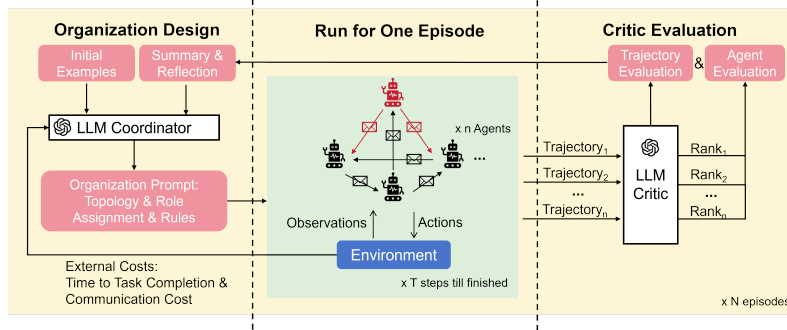 Organization Design
Run for One Episode
Critic Evaluation
Initial
Examples
Summary &
Reflection
LLM Coordinator
Organization Prompt:
Topology & Role
Assignment & Rules
External Costs:
Time to Task Completion &
Communication Cost
x n Agents
...
Observations
Actions
Environment
x T steps till finished
Trajectory
Evaluation
&
Agent
Evaluation
Trajectory1
Trajectory2
...
Trajectoryn
LLM
Critic
Rank1
Rank2
...
Rankn
x N episodes